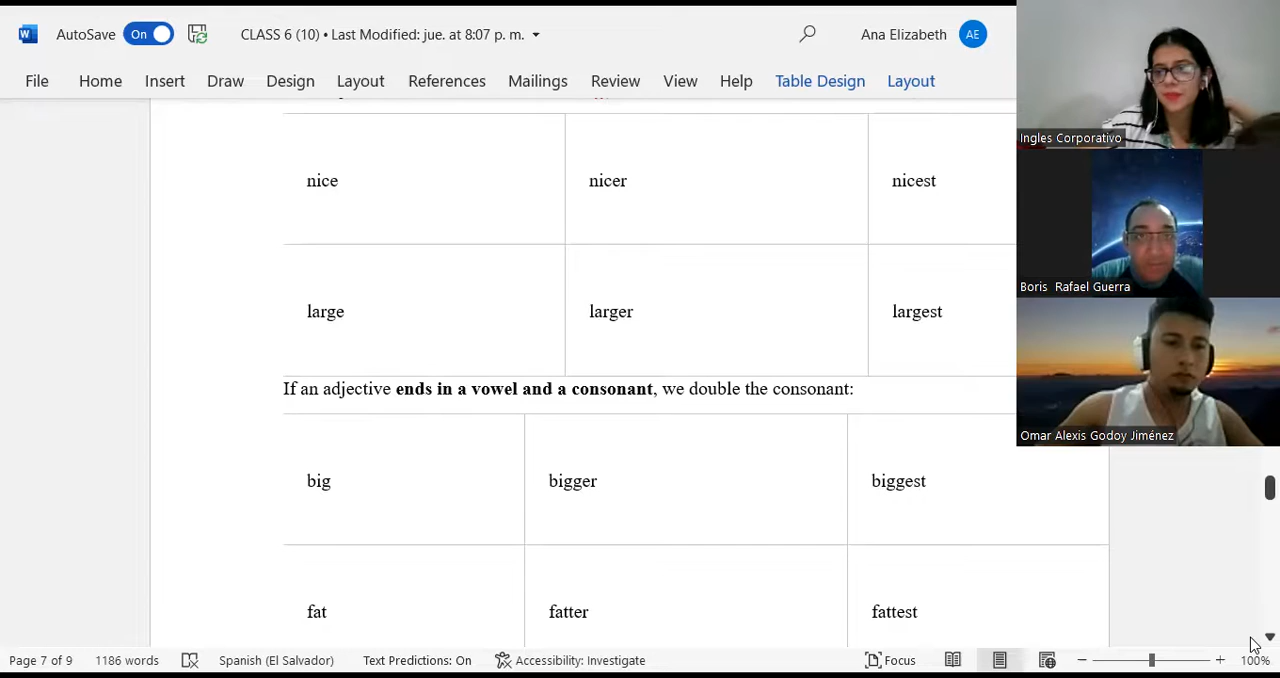 AutoSave On CLASS 6 (10) • Last Modified: jue. at 8:07 p. m. Ana Elizabeth AE
File Home Insert Draw Design Layout References Mailings Review View Help Table Design Layout
Ingles Corporativo
nice nicer nicest
Boris Rafael Guerra
large larger largest
If an adjective ends in a vowel and a consonant, we double the consonant:
Omar Alexis Godoy Jiménez
big bigger biggest
fat fatter fattest
Page 7 of 9 1186 words Spanish (El Salvador) Text Predictions: On Accessibility: Investigate Focus 100%